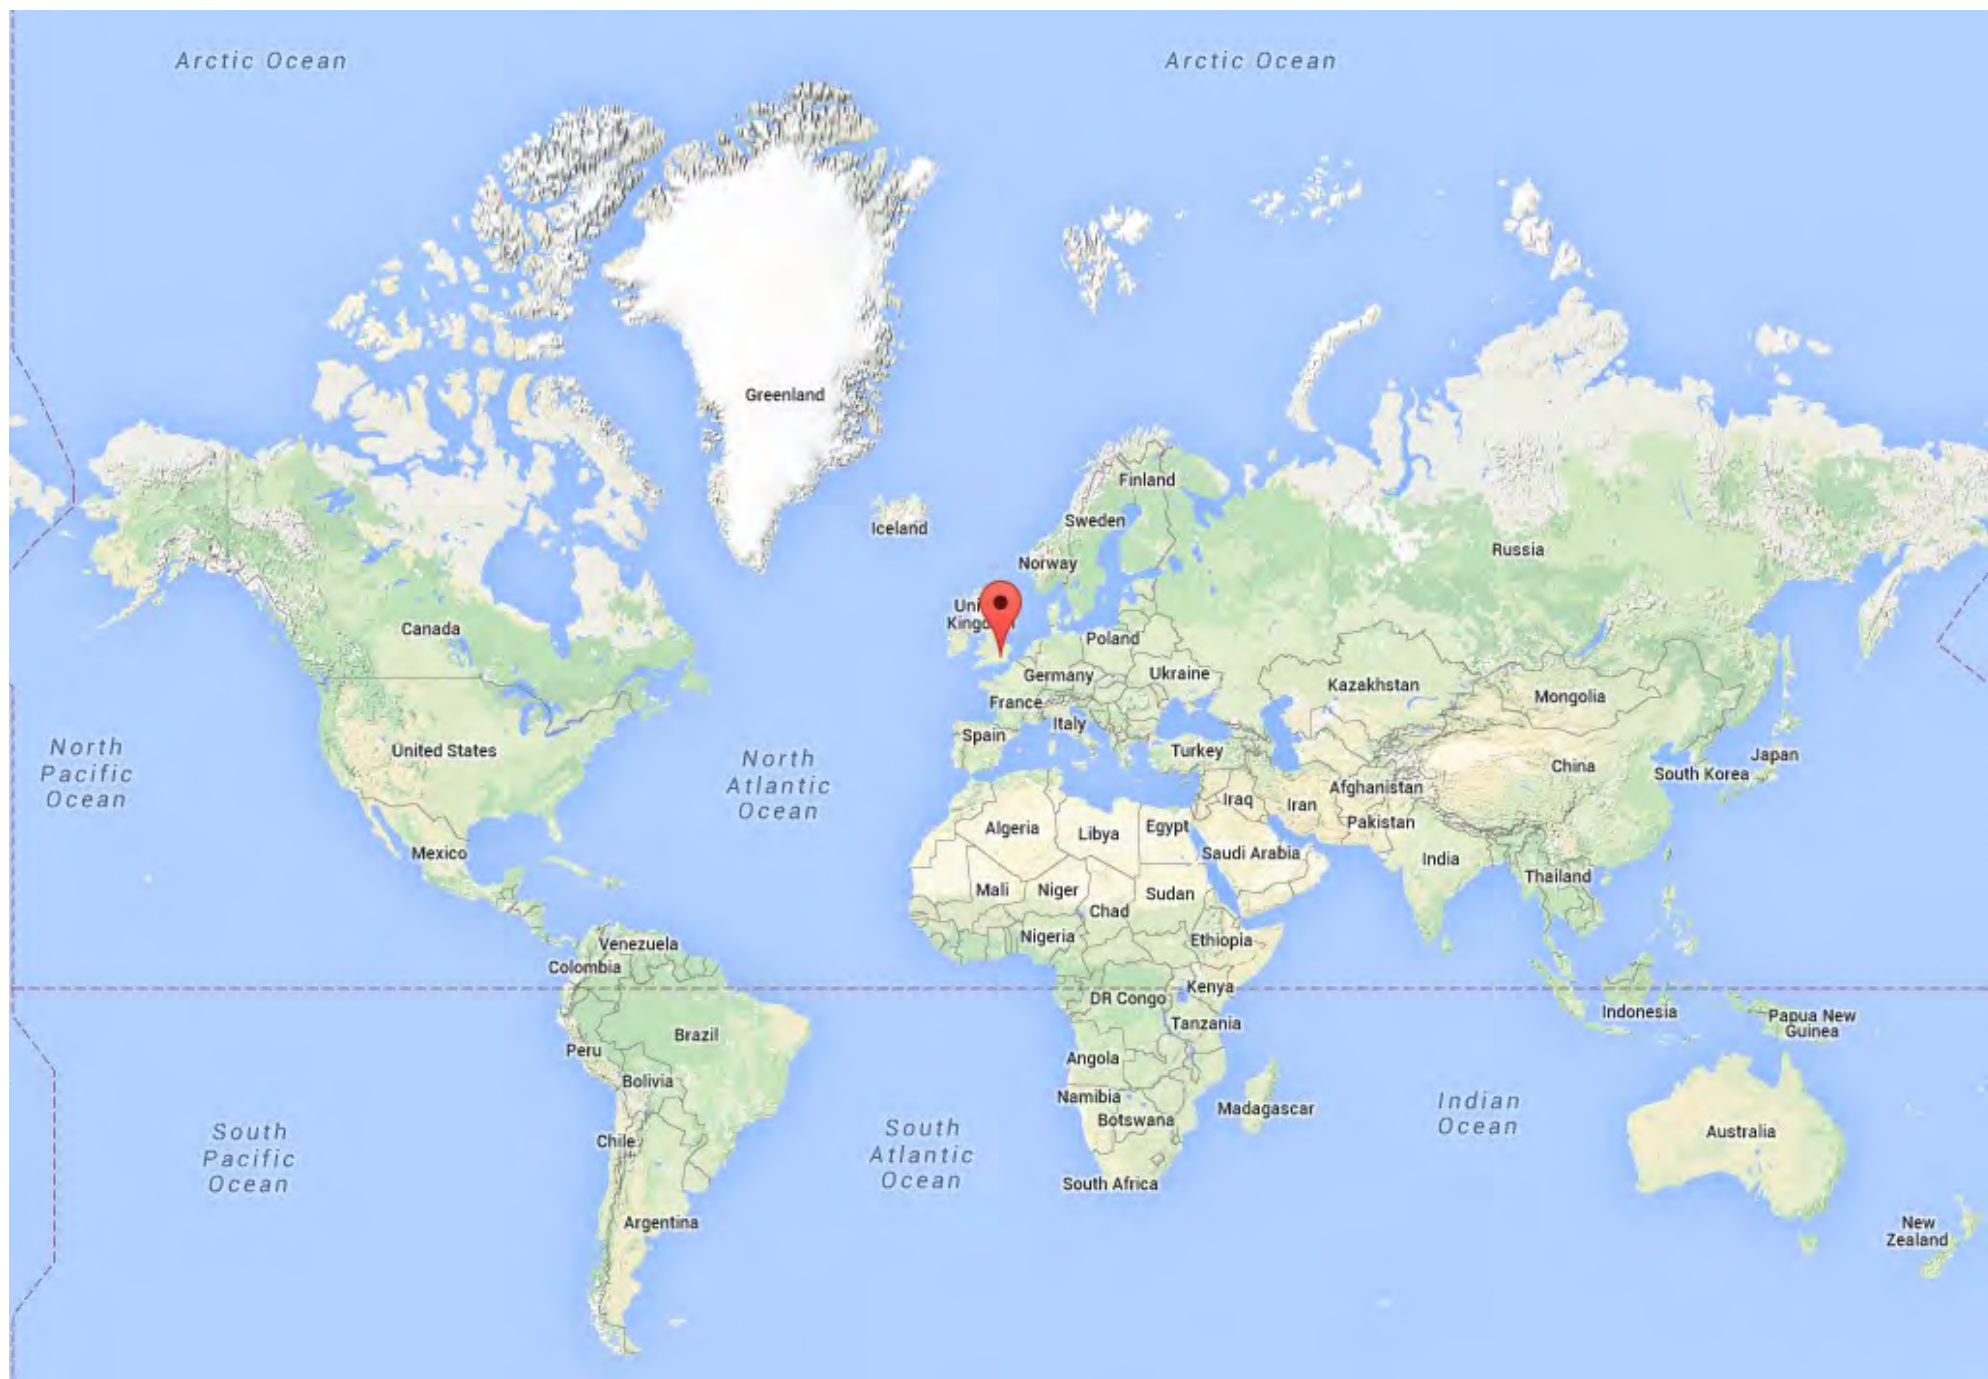 Arctic Ocean
Arctic Ocean
Greenland
Finland
Iceland
Sweden
Russia
Norway
Uni
Kingd
Canada
Poland
Germany
Ukraine
Kazakhstan
Mongolia
France
Italy
Spain
North
Pacific
Ocean
United States
North
Atlantic
Ocean
Turkey
China
Japan
South Korea
Afghanistan
Iraq
Iran
Pakistan
Algeria
Libya
Egypt
Saudi Arabia
India
Mexico
Thailand
Mali
Niger
Sudan
Chad
Nigeria
Ethiopia
Venezuela
Colombia
Kenya
DR Congo
Indonesia
Papua New
Guinea
Tanzania
Brazil
Peru
Angola
Bolivia
Namibia
Botswana
Madagascar
Indian
Ocean
South
Pacific
Ocean
Chile
South
Atlantic
Ocean
Australia
South Africa
Argentina
New
Zealand